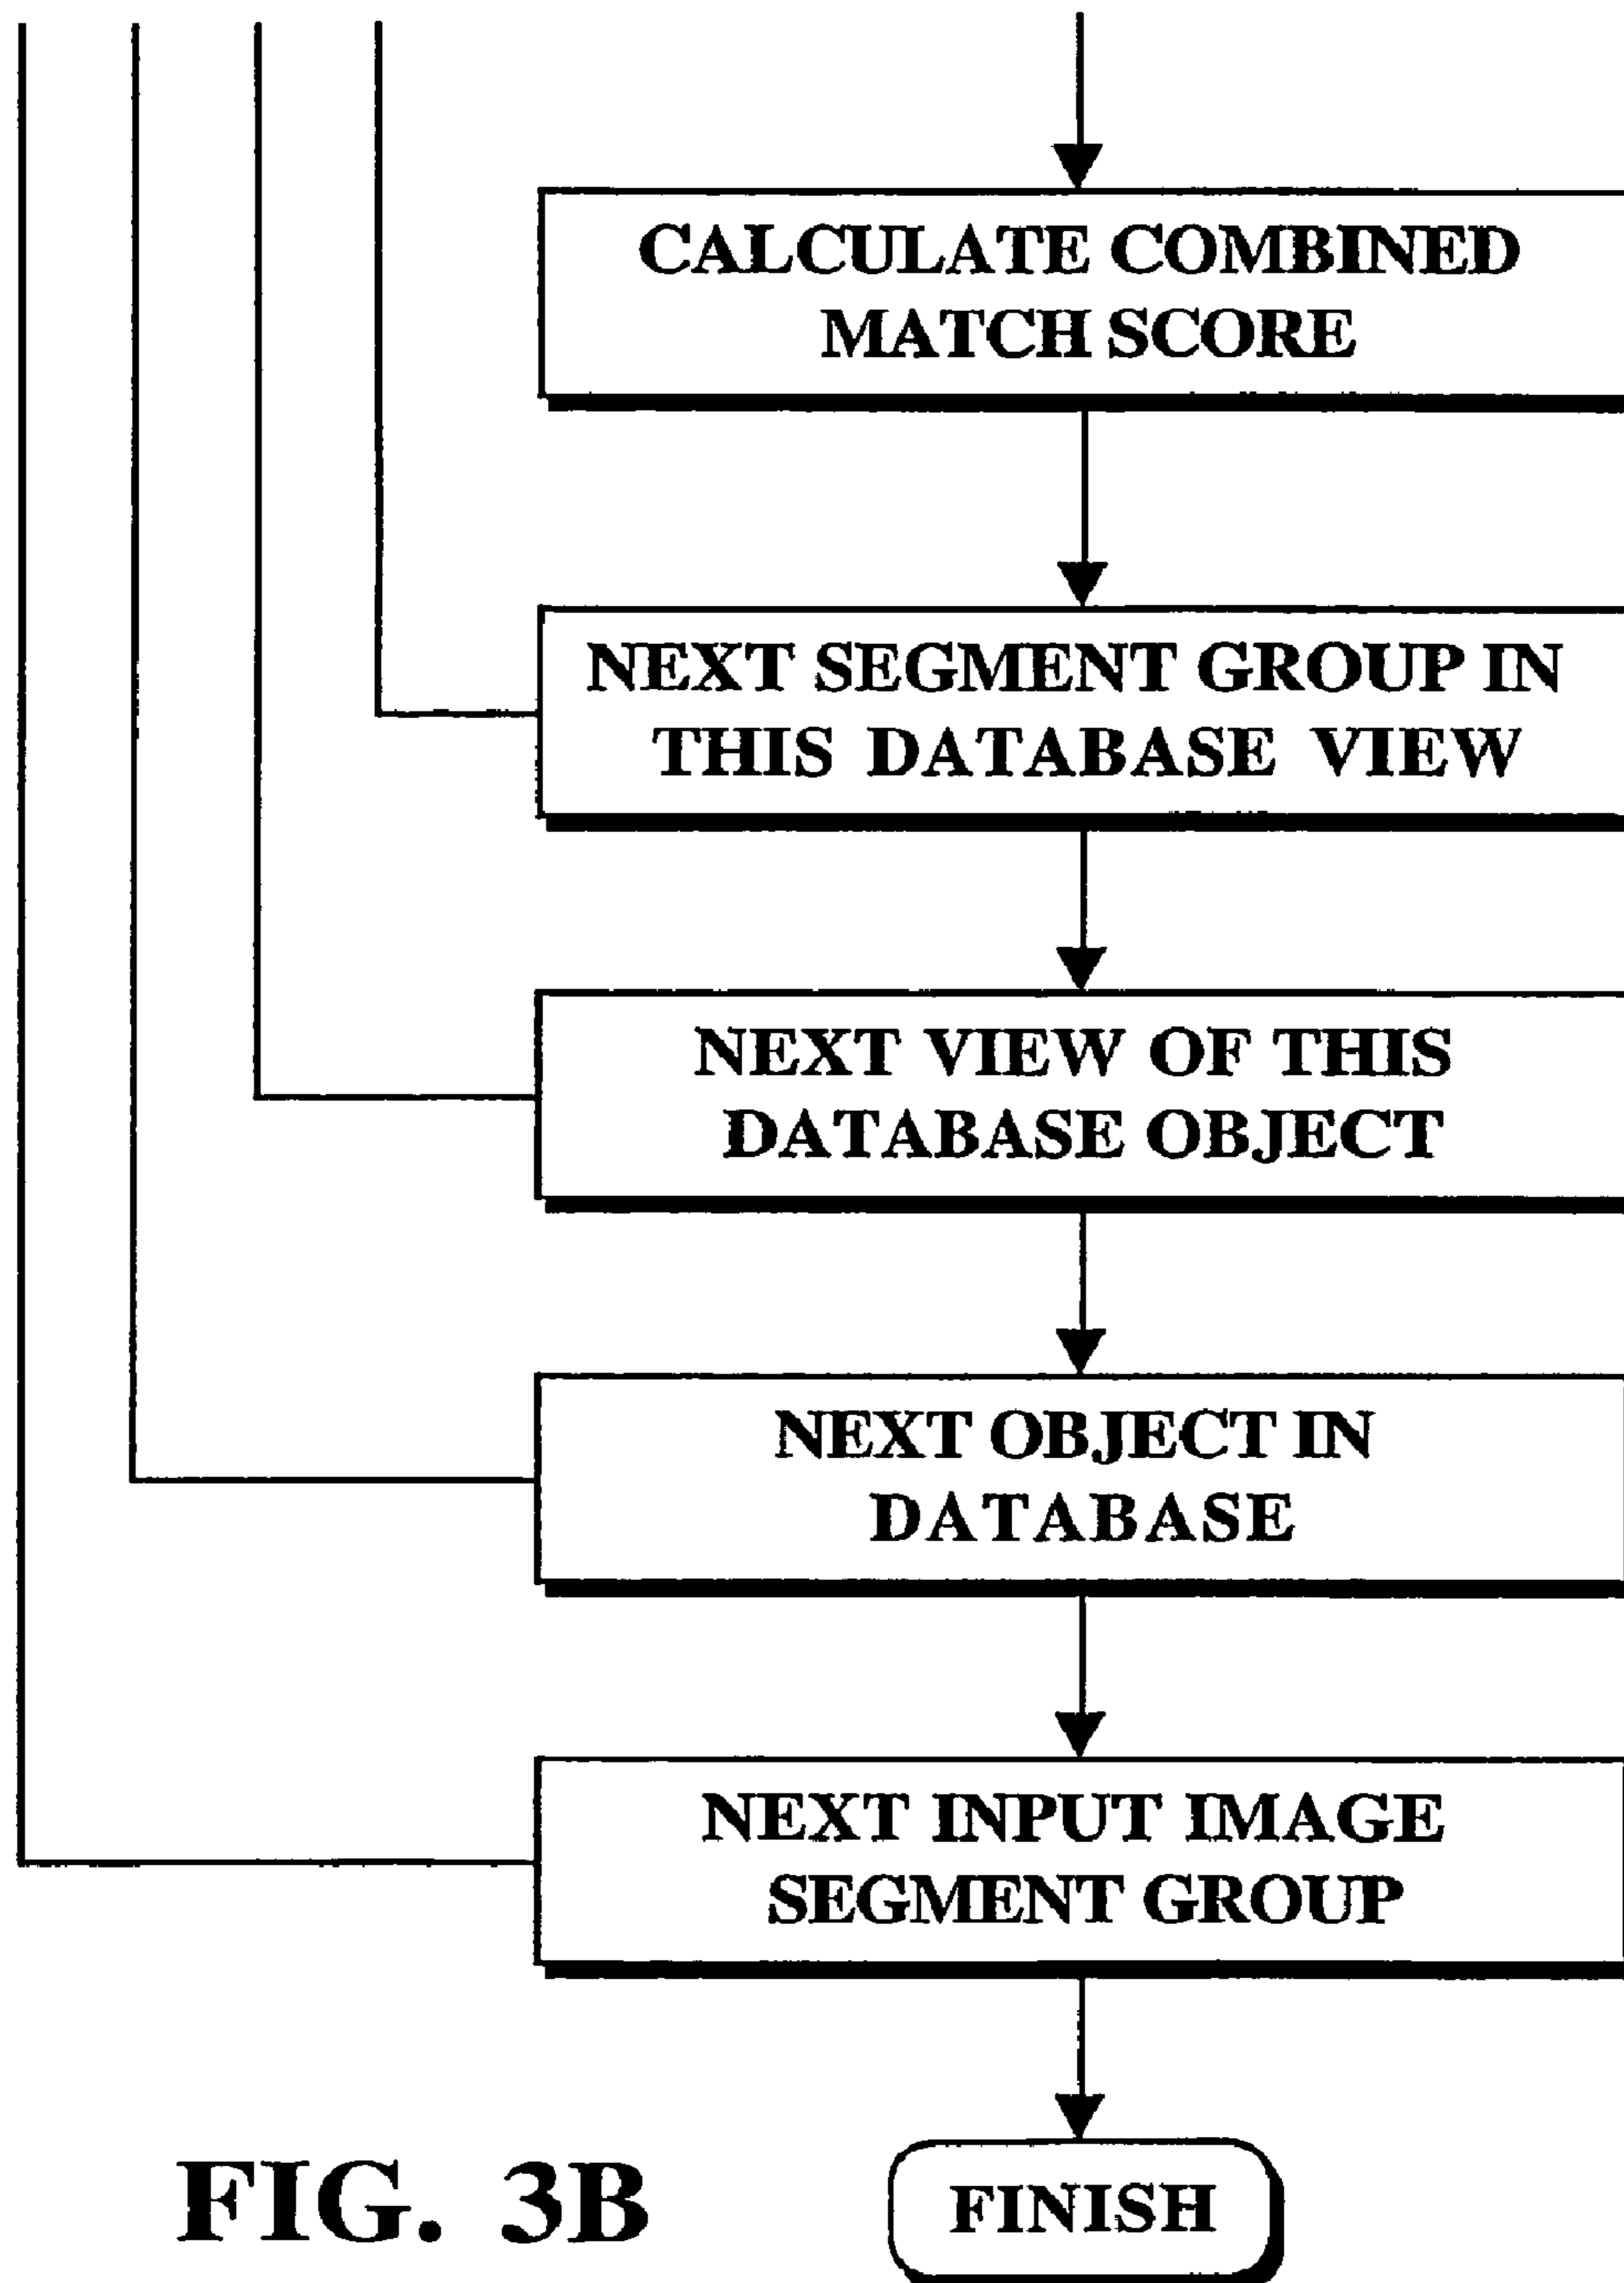 CALCULATE COMBINED
MATCH SCORE
NEXT SEGMENT GROUP IN
THIS DATABASE VIEW
NEXT VIEW OF THIS
DATABASE OBJECT
NEXT OBJECT IN
DATABASE
NEXT INPUT IMAGE
SEGMENT GROUP
FINISH
FIG. 3B